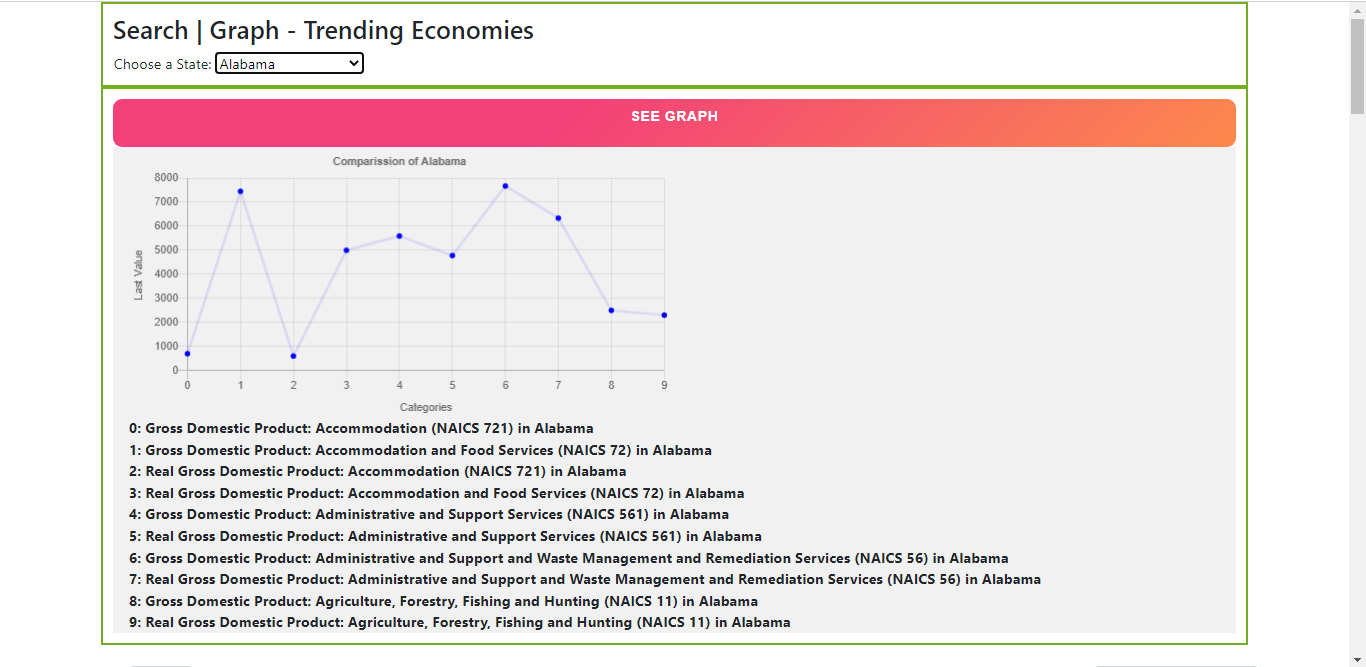 Search | Graph - Trending Economies
Choose a State: Alabama
SEE GRAPH
Comparission of Alabama
8000
7000
6000
5000
4000
3000
2000
1000
0
Last Value
0 1 2 3 4 5 6 7 8 9
Categories
0: Gross Domestic Product: Accommodation (NAICS 721) in Alabama
1: Gross Domestic Product: Accommodation and Food Services (NAICS 72) in Alabama
2: Real Gross Domestic Product: Accommodation (NAICS 721) in Alabama
3: Real Gross Domestic Product: Accommodation and Food Services (NAICS 72) in Alabama
4: Gross Domestic Product: Administrative and Support Services (NAICS 561) in Alabama
5: Real Gross Domestic Product: Administrative and Support Services (NAICS 561) in Alabama
6: Gross Domestic Product: Administrative and Support and Waste Management and Remediation Services (NAICS 56) in Alabama
7: Real Gross Domestic Product: Administrative and Support and Waste Management and Remediation Services (NAICS 56) in Alabama
8: Gross Domestic Product: Agriculture, Forestry, Fishing and Hunting (NAICS 11) in Alabama
9: Real Gross Domestic Product: Agriculture, Forestry, Fishing and Hunting (NAICS 11) in Alabama